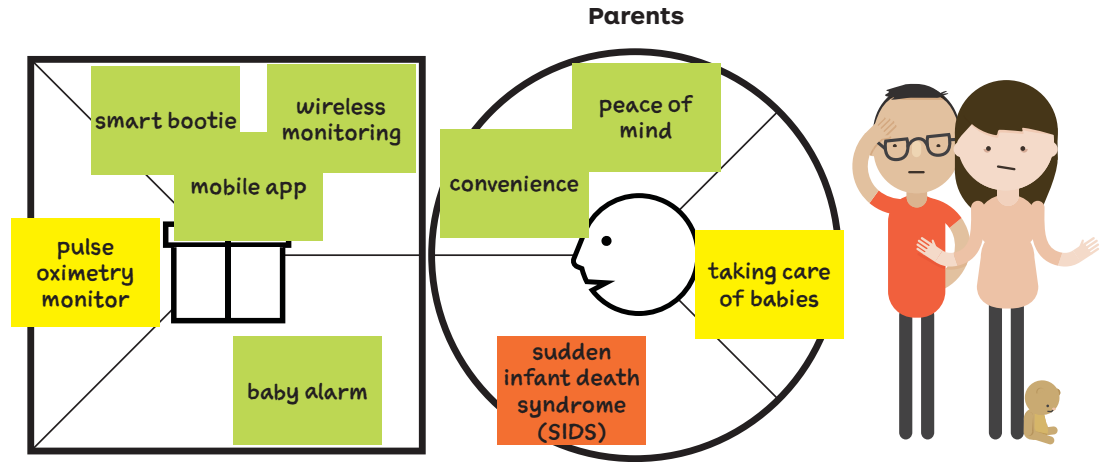 Parents
smart bootie
wireless
monitoring
mobile app
pulse
oximetry
monitor
baby alarm
peace of
mind
convenience
taking care
of babies
sudden
infant death
syndrome
(SIDS)